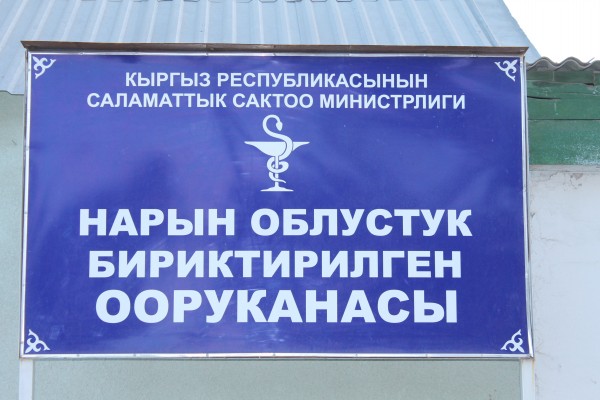 КЫРГЫЗ РЕСПУБЛИКАСЫНЫН
САЛАМАТТЫК САКТОО МИНИСТРЛИГИ
НАРЫН ОБЛУСТУК
БИРИКТИРИЛГЕН
ООРУКАНАСЫ